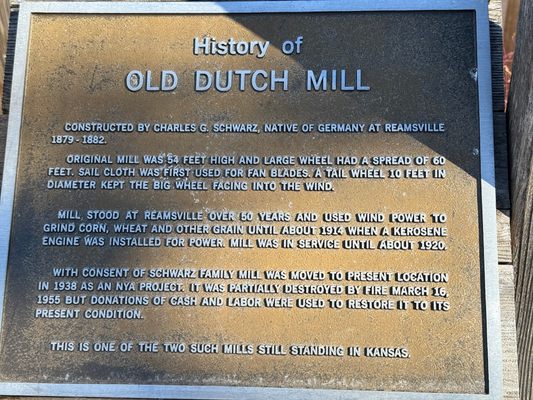 History of
OLD DUTCH MILL
CONSTRUCTED BY CHARLES G. SCHWARZ, NATIVE OF GERMANY AT REAMSVILLE
1879-1882.
ORIGINAL MILL WAS 54 FEET HIGH AND LARGE WHEEL HAD A SPREAD OF 60
FEET. SAIL CLOTH WAS FIRST USED FOR FAN BLADES. A TAIL WHEEL 10 FEET IN
DIAMETER KEPT THE BIG WHEEL FACING INTO THE WIND.
MILL STOOD AT REAMSVILLE OVER 50 YEARS AND USED WIND POWER TO
GRIND CORN, WHEAT AND OTHER GRAIN UNTIL ABOUT 1914 WHEN A KEROSENE
ENGINE WAS INSTALLED FOR POWER. MILL WAS IN SERVICE UNTIL ABOUT 1920.
WITH CONSENT OF SCHWARZ FAMILY MILL WAS MOVED TO PRESENT LOCATION
IN 1938 AS AN NYA PROJECT. IT WAS PARTIALLY DESTROYED BY FIRE MARCH 16,
1955 BUT DONATIONS OF CASH AND LABOR WERE USED TO RESTORE IT TO ITS
PRESENT CONDITION.
THIS IS ONE OF THE TWO SUCH MILLS STILL STANDING IN KANSAS.